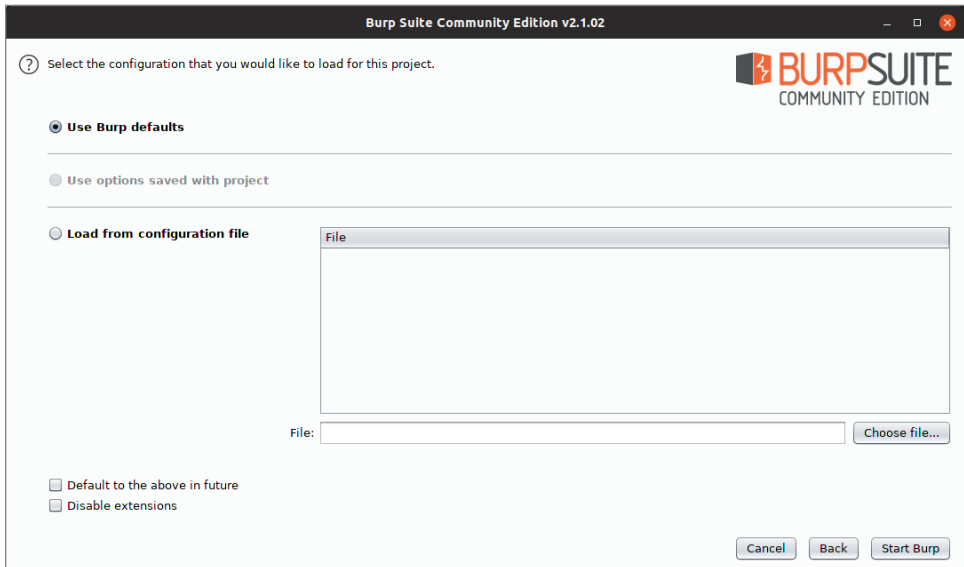 Burp Suite Community Edition v2.1.02
Select the configuration that you would like to load for this project.
BURPSUITE
COMMUNITY EDITION
Use Burp defaults
Use options saved with project
Load from configuration file
File
File:
Choose file...
Default to the above in future
Disable extensions
Cancel Back Start Burp